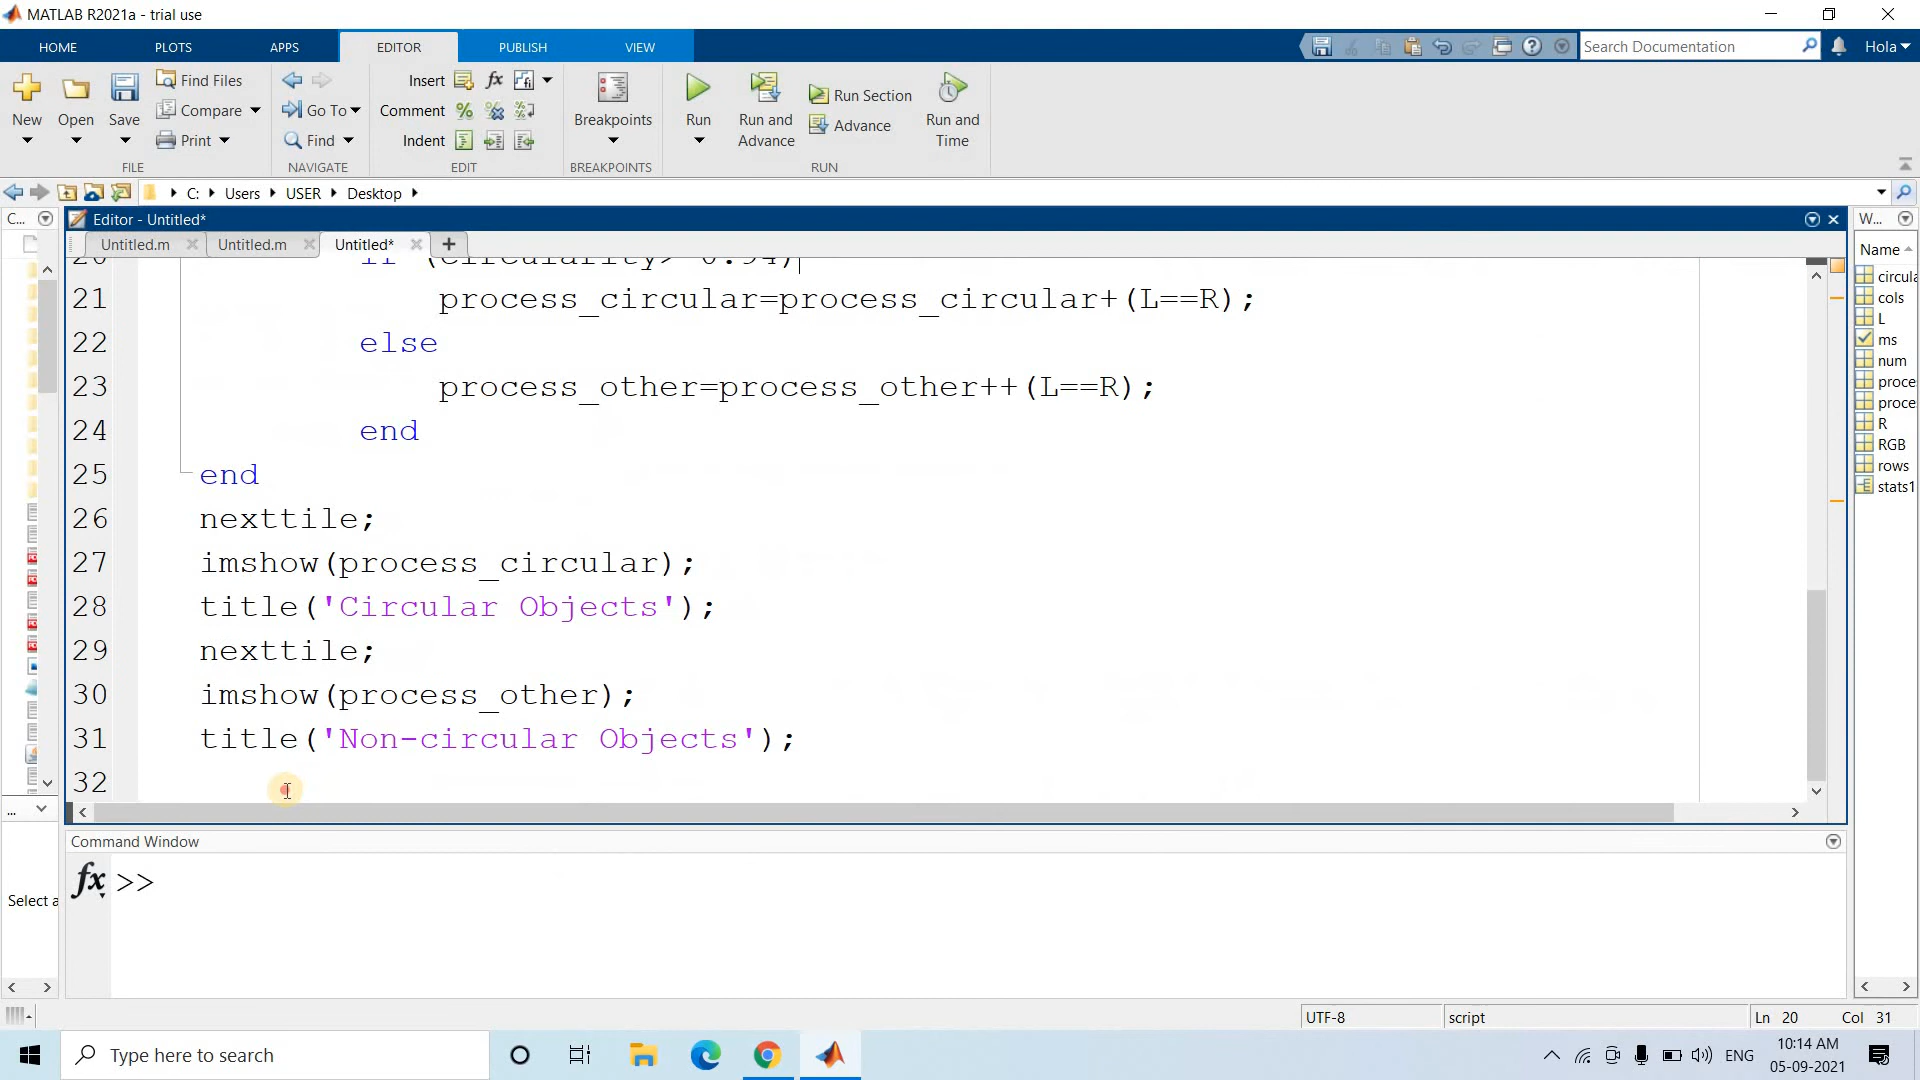 MATLAB R2021a - trial use
HOME PLOTS APPS EDITOR PUBLISH VIEW
Search Documentation
Hola
New Open Save
Find Files
Compare
Print
Go To
Find
Insert
Comment
Indent
Breakpoints
Run
Run and Advance
Run Section
Advance
Run and Time
FILE NAVIGATE EDIT BREAKPOINTS RUN
C: Users USER Desktop
C...
Editor - Untitled*
W...
Untitled.m Untitled.m Untitled* +
Name
20 if (circularity> 0.94)
21 process_circular=process_circular+(L==R);
22 else
23 process_other=process_other++(L==R);
24 end
25 end
26 nexttile;
27 imshow(process_circular);
28 title('Circular Objects');
29 nexttile;
30 imshow(process_other);
31 title('Non-circular Objects');
32
circula
cols
L
ms
num
proce
proce
R
RGB
rows
stats1
...
Select a
Command Window
fx >>
UTF-8 script Ln 20 Col 31
Type here to search
ENG
10:14 AM
05-09-2021